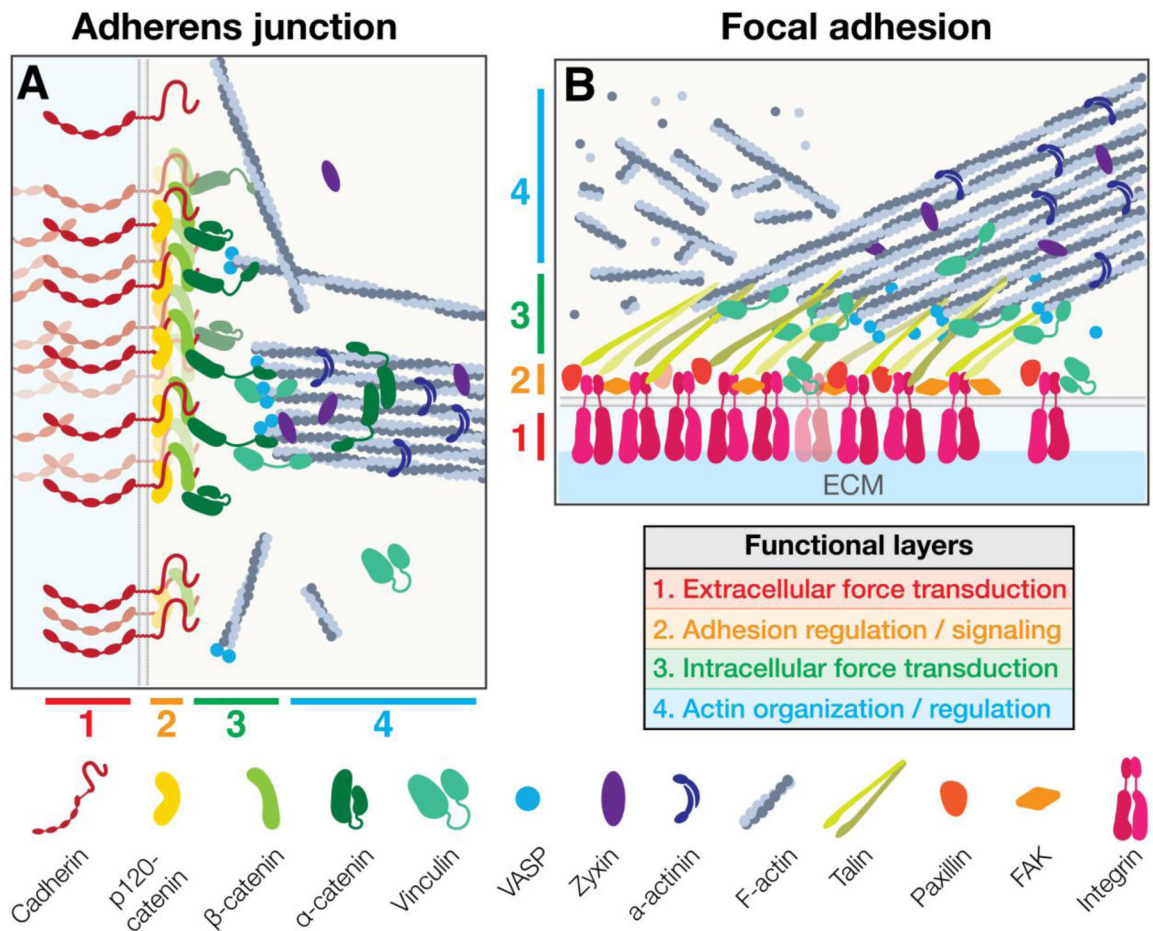 Adherens junction
Focal adhesion
A
B
4
3
2
1
ECM
Functional layers
1. Extracellular force transduction
2. Adhesion regulation / signaling
3. Intracellular force transduction
4. Actin organization / regulation
1 2 3 4
Cadherin
p120-
catenin
β-catenin
α-catenin
Vinculin
VASP
Zyxin
a-actinin
F-actin
Talin
Paxillin
FAK
Integrin